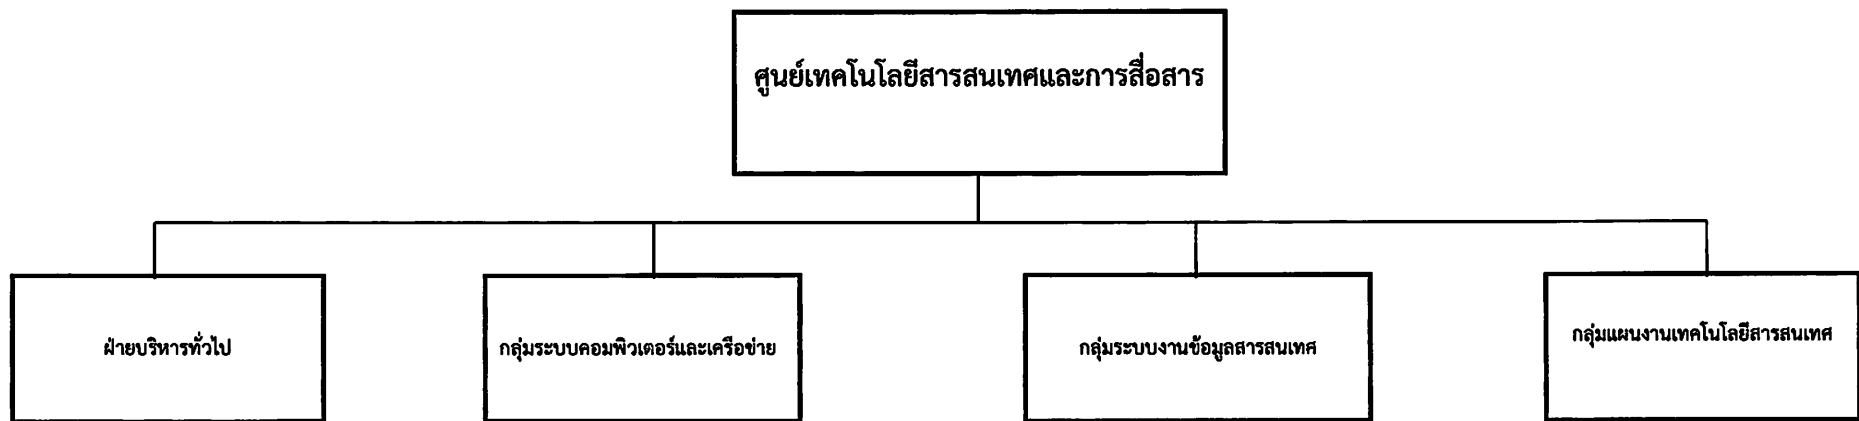 ศูนย์เทคโนโลยีสารสนเทศและการสื่อสาร
ฝ่ายบริหารทั่วไป
กลุ่มระบบคอมพิวเตอร์และเครือข่าย
กลุ่มระบบงานข้อมูลสารสนเทศ
กลุ่มแผนงานเทคโนโลยีสารสนเทศ